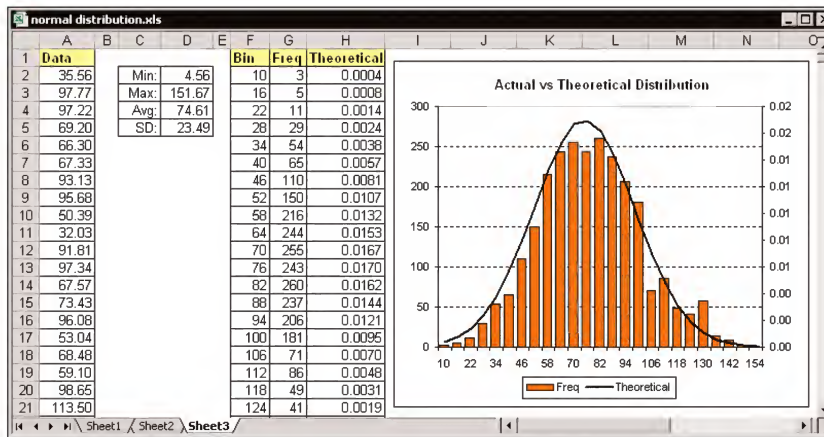 normal distribution.xls
A B C D E F G H I J K L M N O
1 Data Bin Freq Theoretical
2 35.56 Min: 4.56 10 3 0.0004
3 97.77 Max: 151.67 16 5 0.0008
4 97.22 Avg: 74.61 22 11 0.0014
5 69.20 SD: 23.49 28 29 0.0024
6 66.30 34 54 0.0038
7 67.33 40 65 0.0057
8 93.13 46 110 0.0081
9 95.68 52 150 0.0107
10 50.39 58 216 0.0132
11 32.03 64 244 0.0153
12 91.81 70 255 0.0167
13 97.34 76 243 0.0170
14 67.57 82 260 0.0162
15 73.43 88 237 0.0144
16 96.08 94 206 0.0121
17 53.04 100 181 0.0095
18 68.48 106 71 0.0070
19 59.10 112 86 0.0048
20 98.65 118 49 0.0031
21 113.50 124 41 0.0019
Actual vs Theoretical Distribution
300 0.02
250 0.02
200 0.01
150 0.01
100 0.01
50 0.01
0 0.01
0.00
0.00
0.00
10 22 34 46 58 70 82 94 106 118 130 142 154
Freq Theoretical
Sheet1 Sheet2 Sheet3